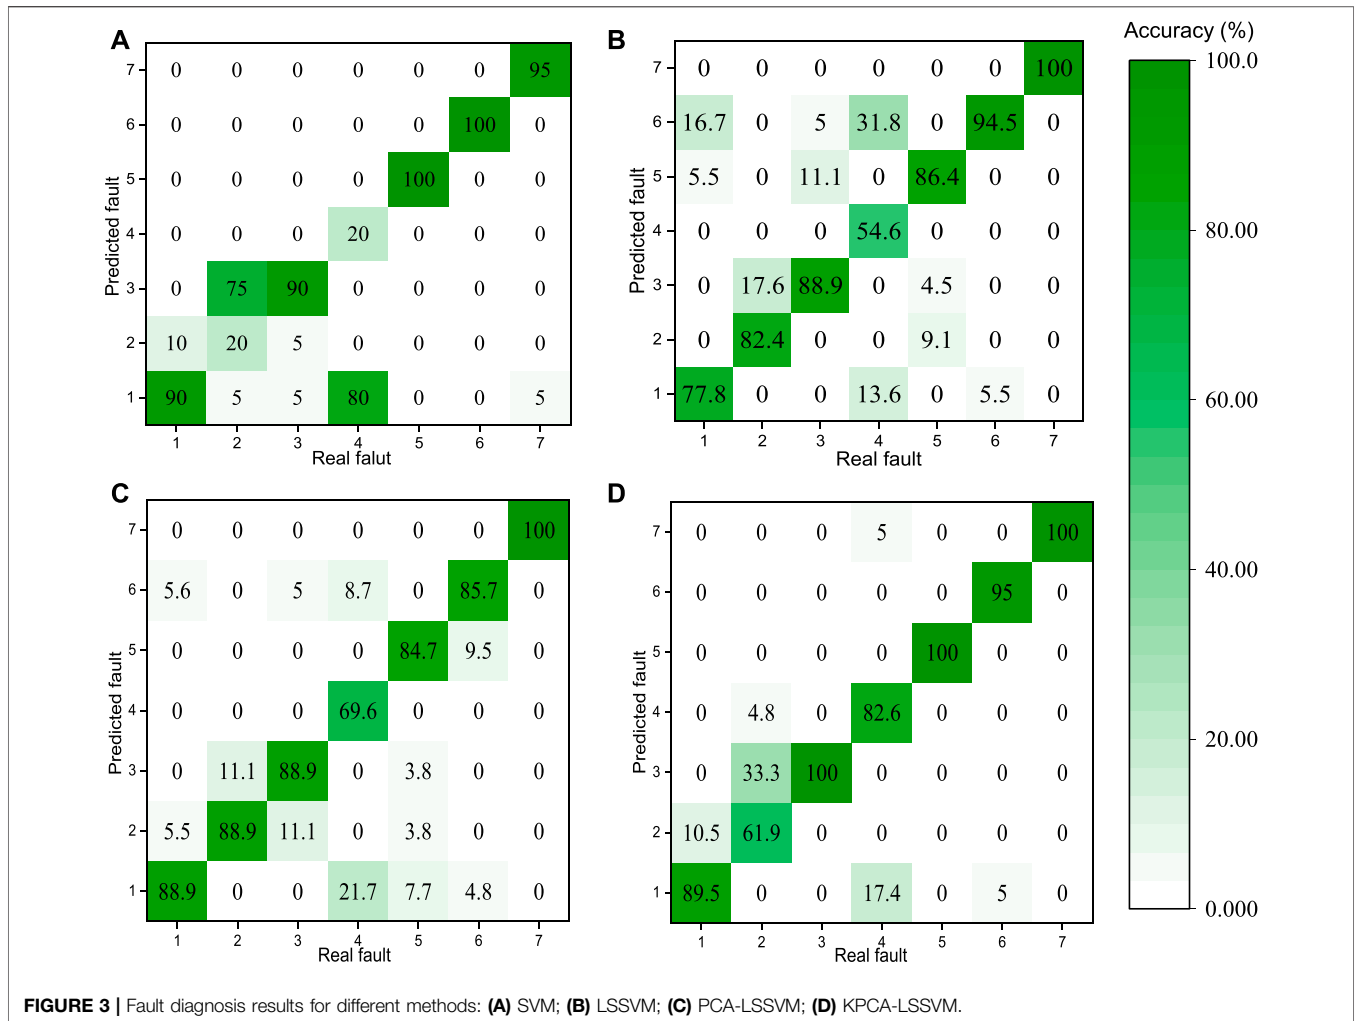 A
7 0 0 0 0 0 0 95
6 0 0 0 0 0 100 0
5 0 0 0 0 100 0 0
4 0 0 0 20 0 0 0
3 0 75 90 0 0 0 0
2 10 20 5 0 0 0 0
1 90 5 5 80 0 0 5
1 2 3 4 5 6 7
Predicted fault
Real falut
B
7 0 0 0 0 0 0 100
6 16.7 0 5 31.8 0 94.5 0
5 5.5 0 11.1 0 86.4 0 0
4 0 0 0 54.6 0 0 0
3 0 17.6 88.9 0 4.5 0 0
2 0 82.4 0 0 9.1 0 0
1 77.8 0 0 13.6 0 5.5 0
1 2 3 4 5 6 7
Predicted fault
Real fault
Accuracy (%)
100.0
80.00
60.00
40.00
20.00
0.000
C
7 0 0 0 0 0 0 100
6 5.6 0 5 8.7 0 85.7 0
5 0 0 0 0 84.7 9.5 0
4 0 0 0 69.6 0 0 0
3 0 11.1 88.9 0 3.8 0 0
2 5.5 88.9 11.1 0 3.8 0 0
1 88.9 0 0 21.7 7.7 4.8 0
1 2 3 4 5 6 7
Predicted fault
Real fault
D
7 0 0 0 5 0 0 100
6 0 0 0 0 0 95 0
5 0 0 0 0 100 0 0
4 0 4.8 0 82.6 0 0 0
3 0 33.3 100 0 0 0 0
2 10.5 61.9 0 0 0 0 0
1 89.5 0 0 17.4 0 5 0
1 2 3 4 5 6 7
Predicted fault
Real fault
FIGURE 3 | Fault diagnosis results for different methods: (A) SVM; (B) LSSVM; (C) PCA-LSSVM; (D) KPCA-LSSVM.